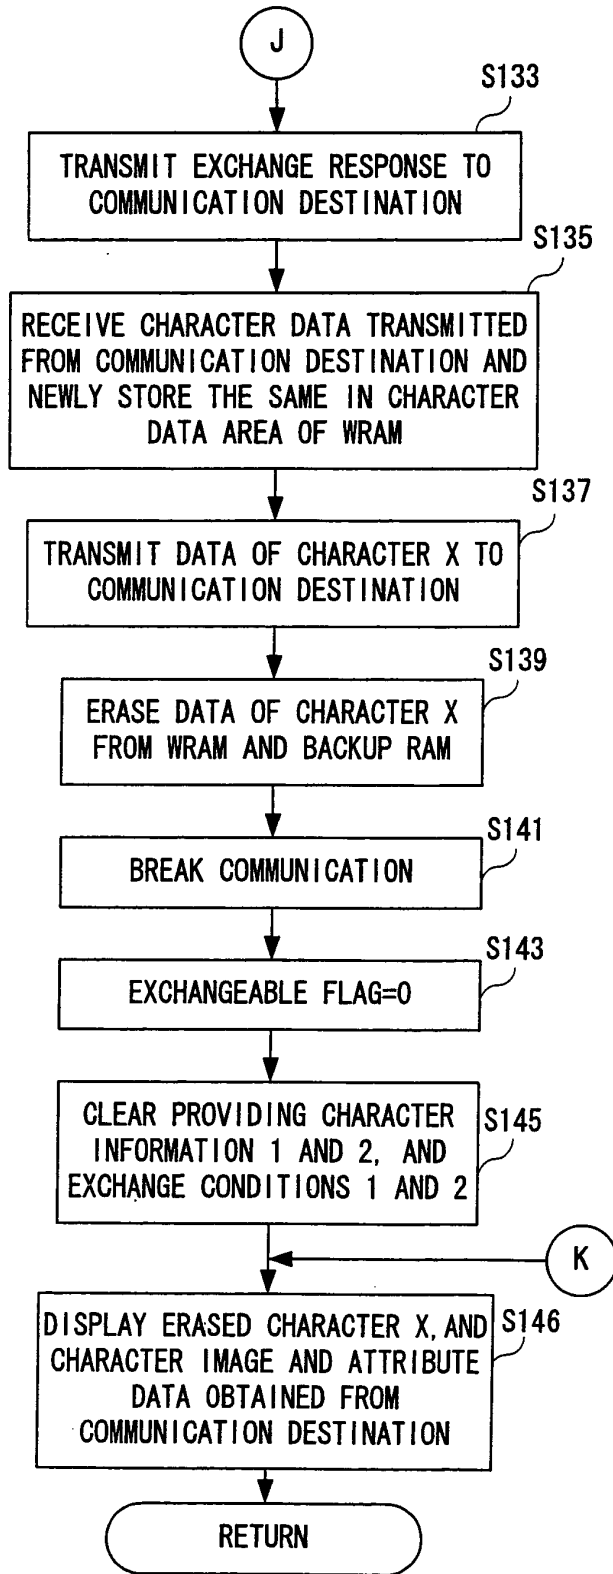 J
S133
TRANSMIT EXCHANGE RESPONSE TO
COMMUNICATION DESTINATION
S135
RECEIVE CHARACTER DATA TRANSMITTED
FROM COMMUNICATION DESTINATION AND
NEWLY STORE THE SAME IN CHARACTER
DATA AREA OF WRAM
S137
TRANSMIT DATA OF CHARACTER X TO
COMMUNICATION DESTINATION
S139
ERASE DATA OF CHARACTER X
FROM WRAM AND BACKUP RAM
S141
BREAK COMMUNICATION
S143
EXCHANGEABLE FLAG=0
CLEAR PROVIDING CHARACTER
INFORMATION 1 AND 2, AND
EXCHANGE CONDITIONS 1 AND 2
S145
K
DISPLAY ERASED CHARACTER X, AND
CHARACTER IMAGE AND ATTRIBUTE
DATA OBTAINED FROM
COMMUNICATION DESTINATION
S146
RETURN